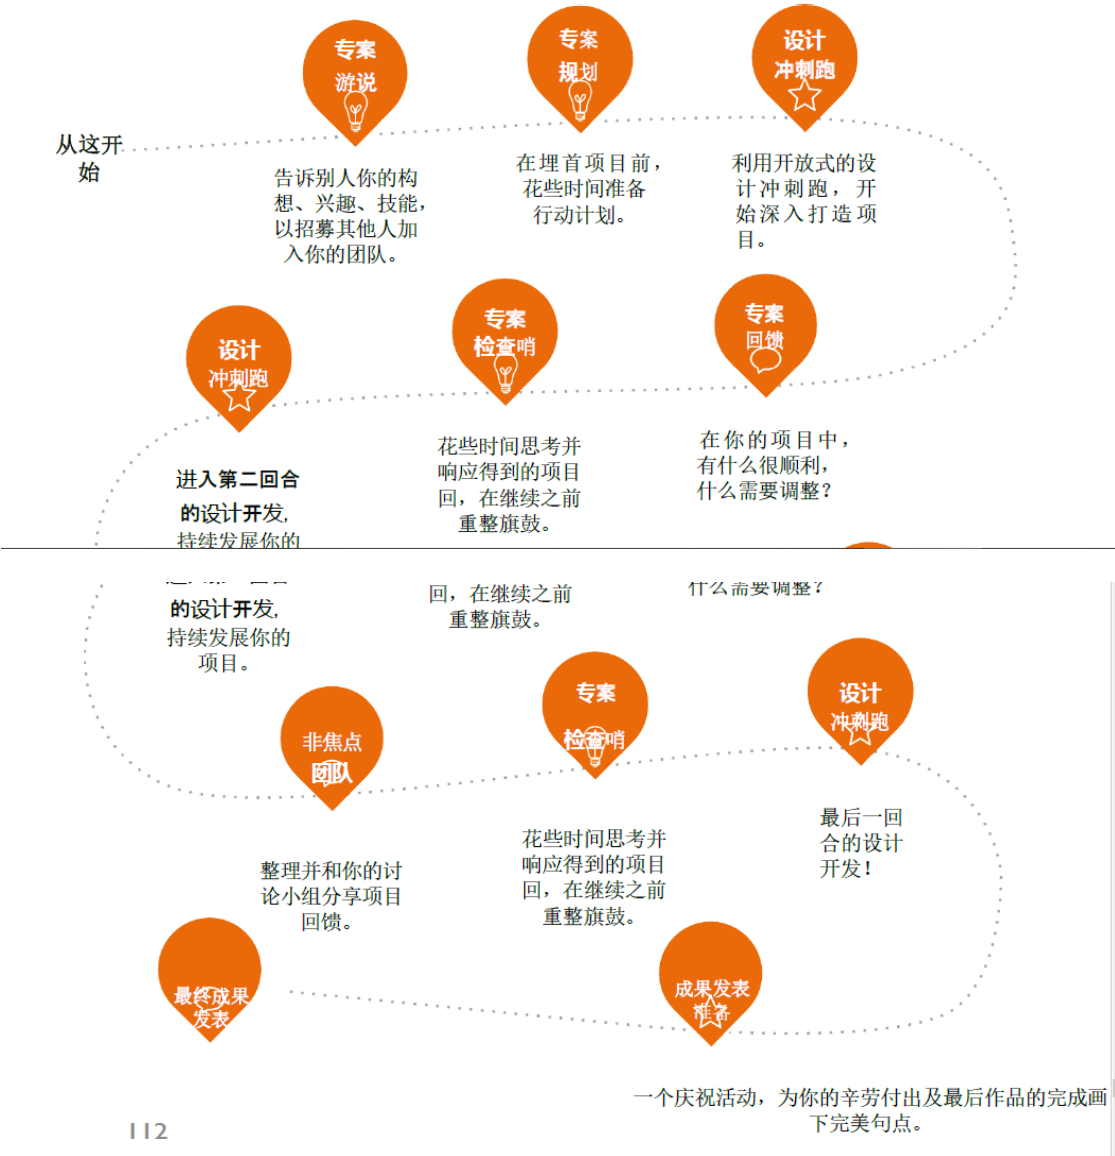 专案
游说
专案
规划
设计
冲刺跑
从这开
始
告诉别人你的构
想、兴趣、技能，
以招募其他人加
入你的团队。
在埋首项目前，
花些时间准备
行动计划。
利用开放式的设
计冲刺跑，开
始深入打造项
目。
设计
冲刺跑
专案
检查哨
专案
回馈
进入第二回合
的设计开发,
持续发展你的
花些时间思考并
响应得到的项目
回，在继续之前
重整旗鼓。
在你的项目中，
有什么很顺利，
什么需要调整？
的设计开发,
持续发展你的
项目。
回，在继续之前
重整旗鼓。
什么需要调整？
非焦点
团队
专案
检查哨
设计
冲刺跑
整理并和你的讨
论小组分享项目
回馈。
花些时间思考并
响应得到的项目
回，在继续之前
重整旗鼓。
最后一回
合的设计
开发！
最终成果
发表
成果发表
准备
一个庆祝活动，为你的辛劳付出及最后作品的完成画
下完美句点。
112